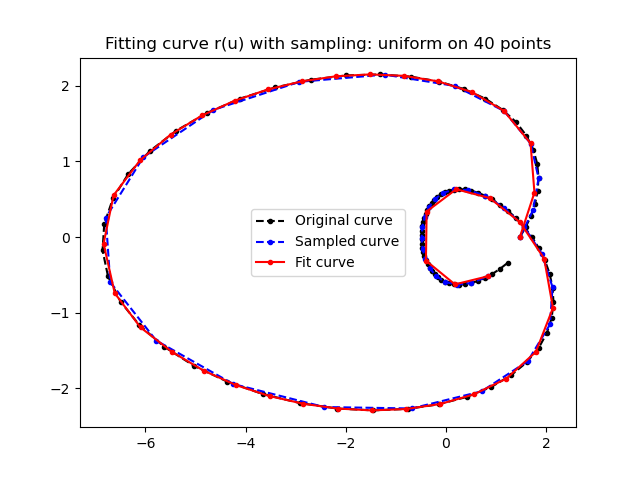 Fitting curve r(u) with sampling: uniform on 40 points
2
1
0
−1
−2
Original curve
Sampled curve
Fit curve
−6
−4
−2
0
2